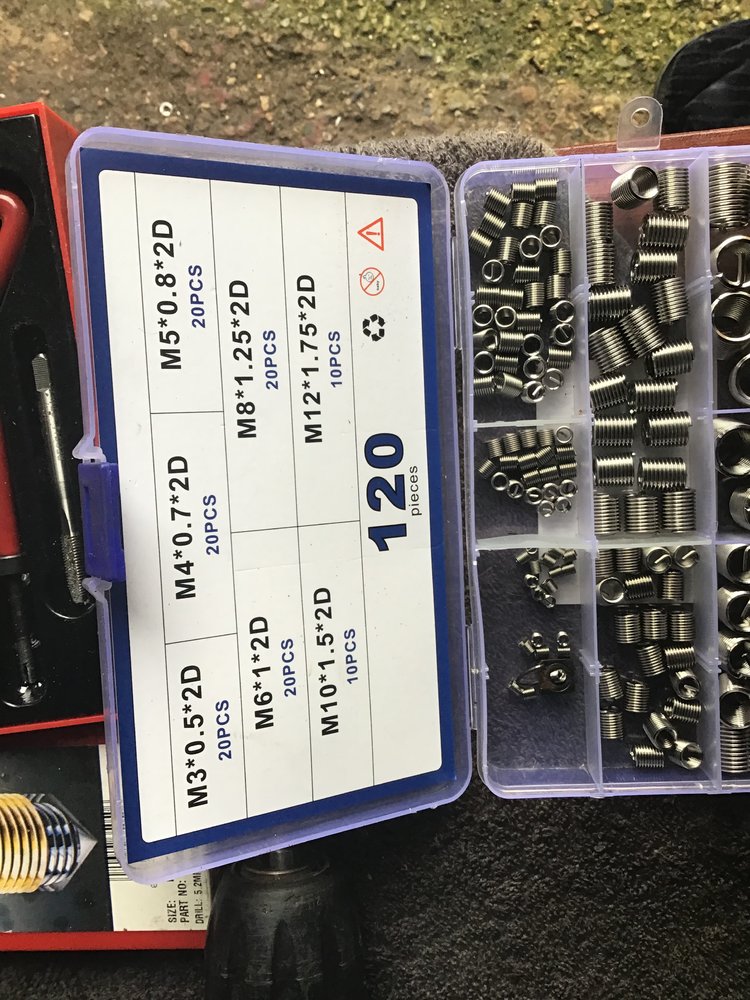 M3*0.5*2D
20PCS
M4*0.7*2D
20PCS
M5*0.8*2D
20PCS
M6*1*2D
20PCS
M8*1.25*2D
20PCS
M10*1.5*2D
10PCS
M12*1.75*2D
10PCS
120
pieces
SIZE:
PART NO:
DRILL: 5.2M